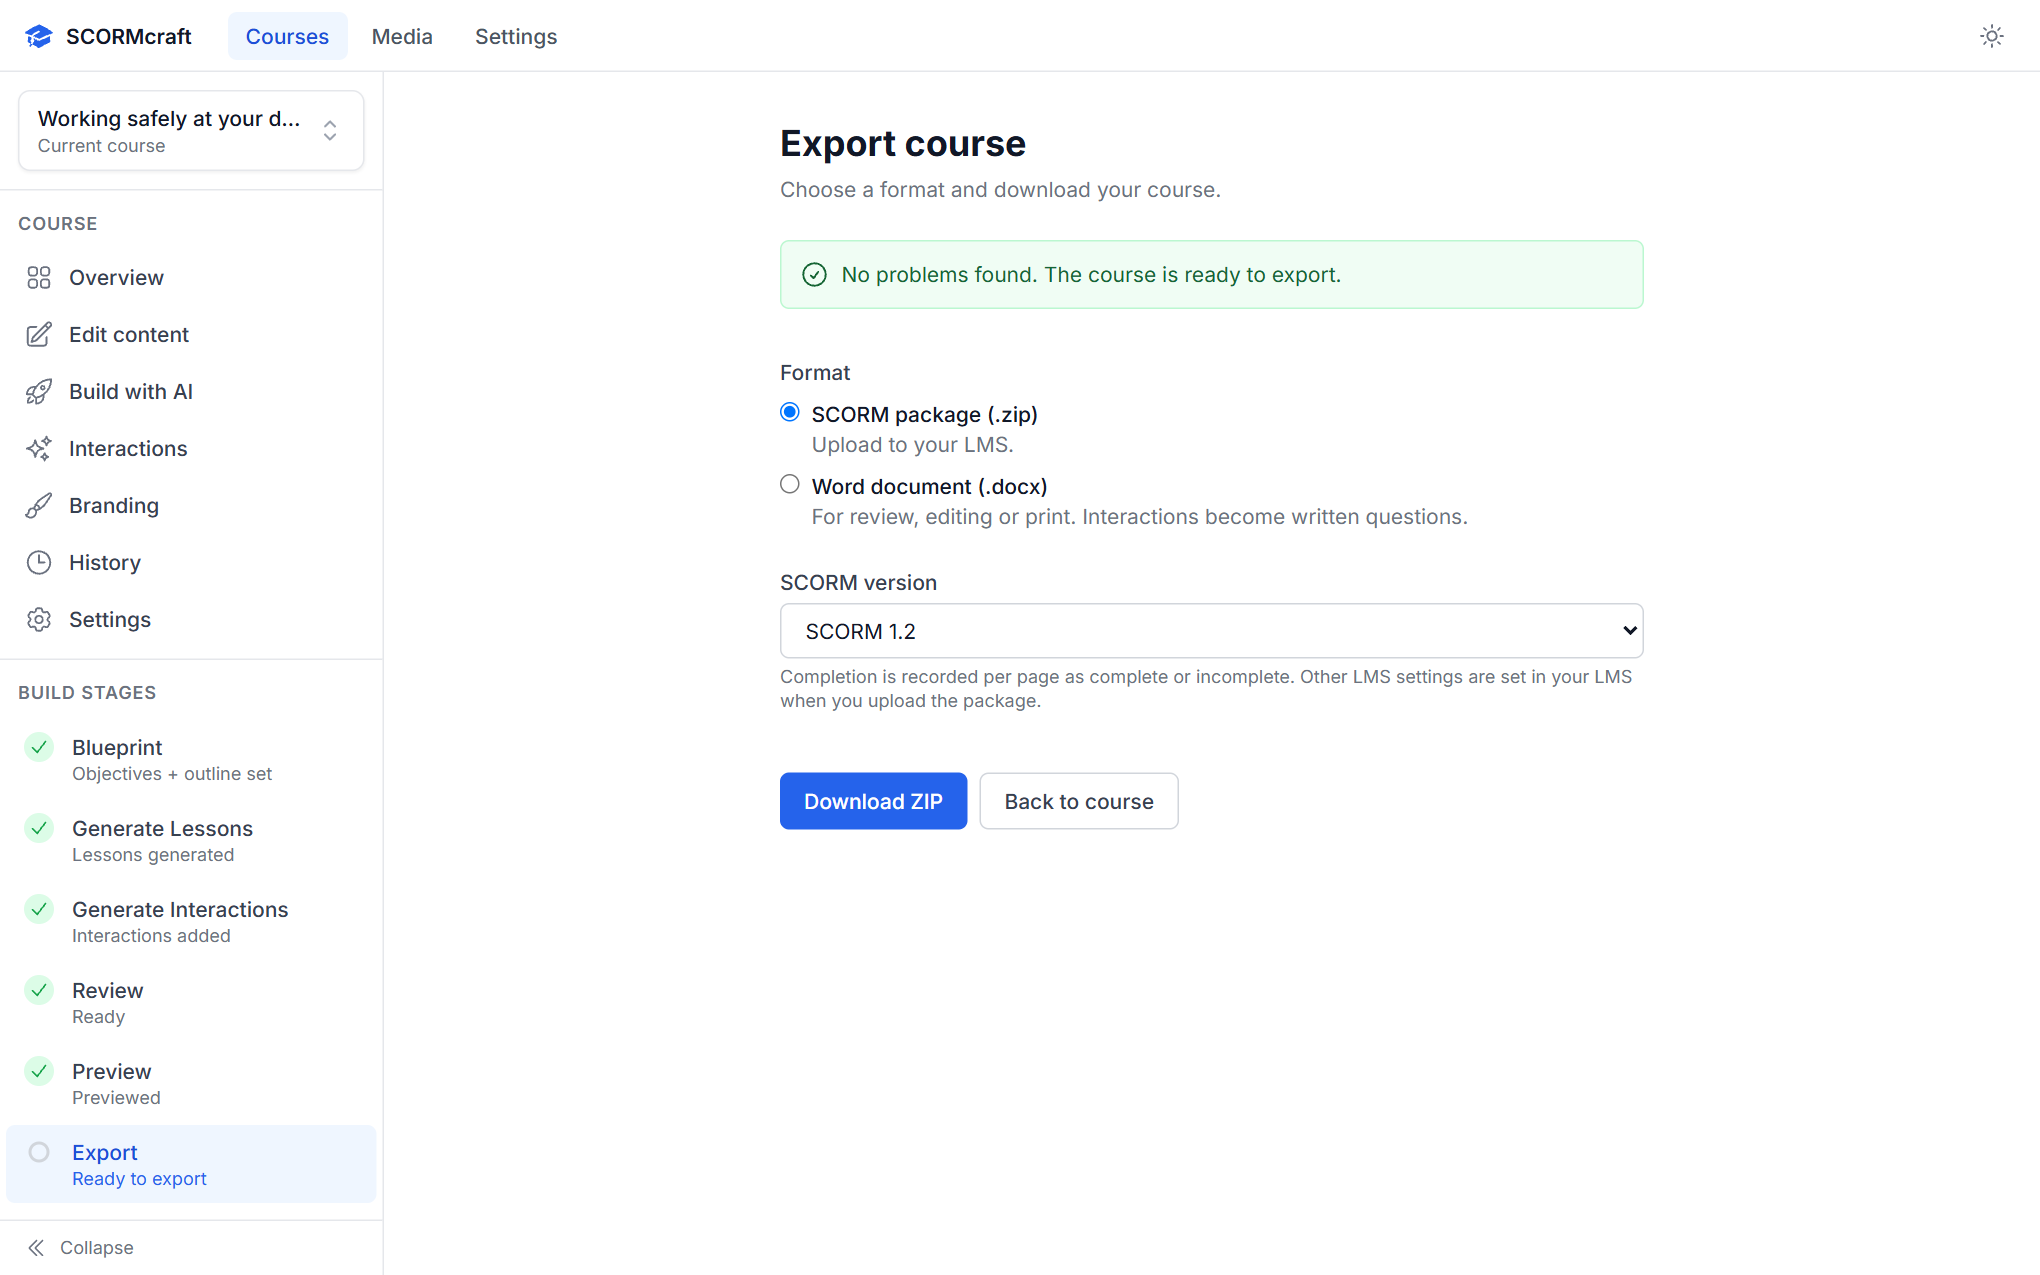 SCORMcraft
Courses
Media
Settings
Working safely at your d...
Current course
COURSE
Overview
Edit content
Build with AI
Interactions
Branding
History
Settings
BUILD STAGES
Blueprint
Objectives + outline set
Generate Lessons
Lessons generated
Generate Interactions
Interactions added
Review
Ready
Preview
Previewed
Export
Ready to export
Collapse
Export course
Choose a format and download your course.
No problems found. The course is ready to export.
Format
SCORM package (.zip)
Upload to your LMS.
Word document (.docx)
For review, editing or print. Interactions become written questions.
SCORM version
SCORM 1.2
Completion is recorded per page as complete or incomplete. Other LMS settings are set in your LMS
when you upload the package.
Download ZIP
Back to course